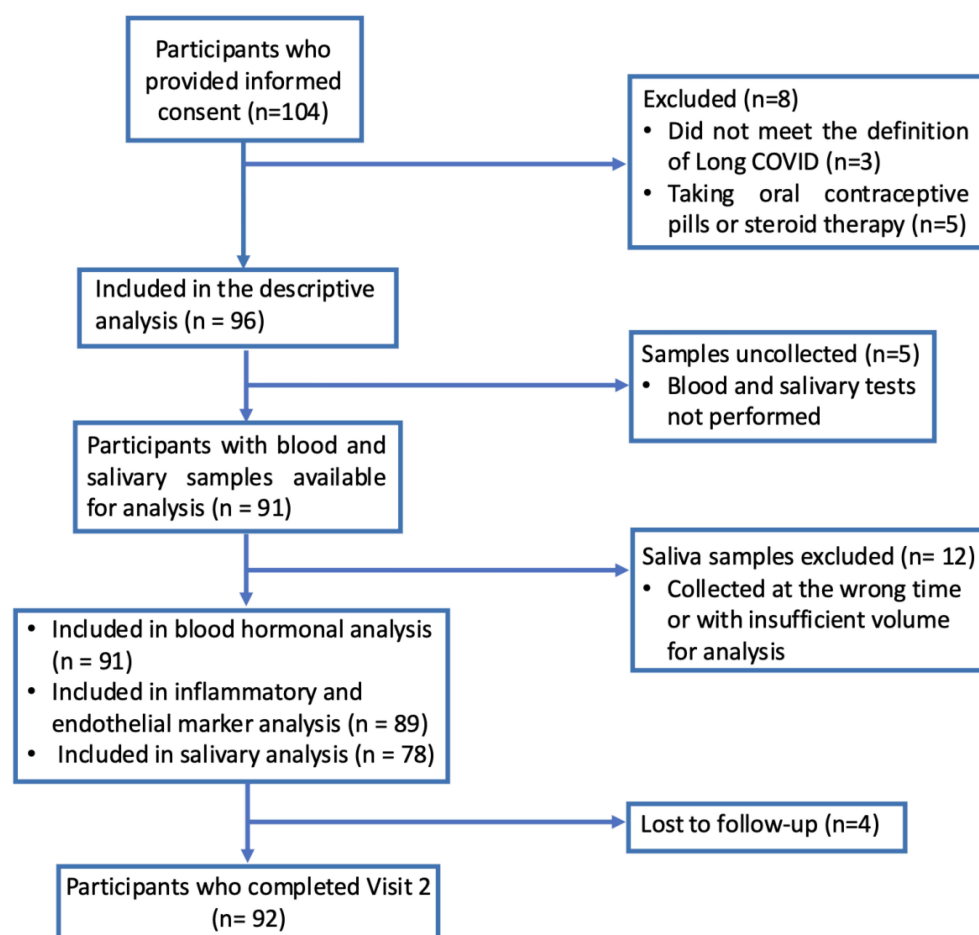 Participants who
provided informed
consent (n=104)
Excluded (n=8)
• Did not meet the definition
of Long COVID (n=3)
• Taking oral contraceptive
pills or steroid therapy (n=5)
Included in the descriptive
analysis (n = 96)
Samples uncollected (n=5)
• Blood and salivary tests
not performed
Participants with blood and
salivary samples available
for analysis (n = 91)
Saliva samples excluded (n= 12)
• Collected at the wrong time
or with insufficient volume
for analysis
• Included in blood hormonal analysis
(n = 91)
• Included in inflammatory and
endothelial marker analysis (n = 89)
• Included in salivary analysis (n = 78)
Lost to follow-up (n=4)
Participants who completed Visit 2
(n= 92)